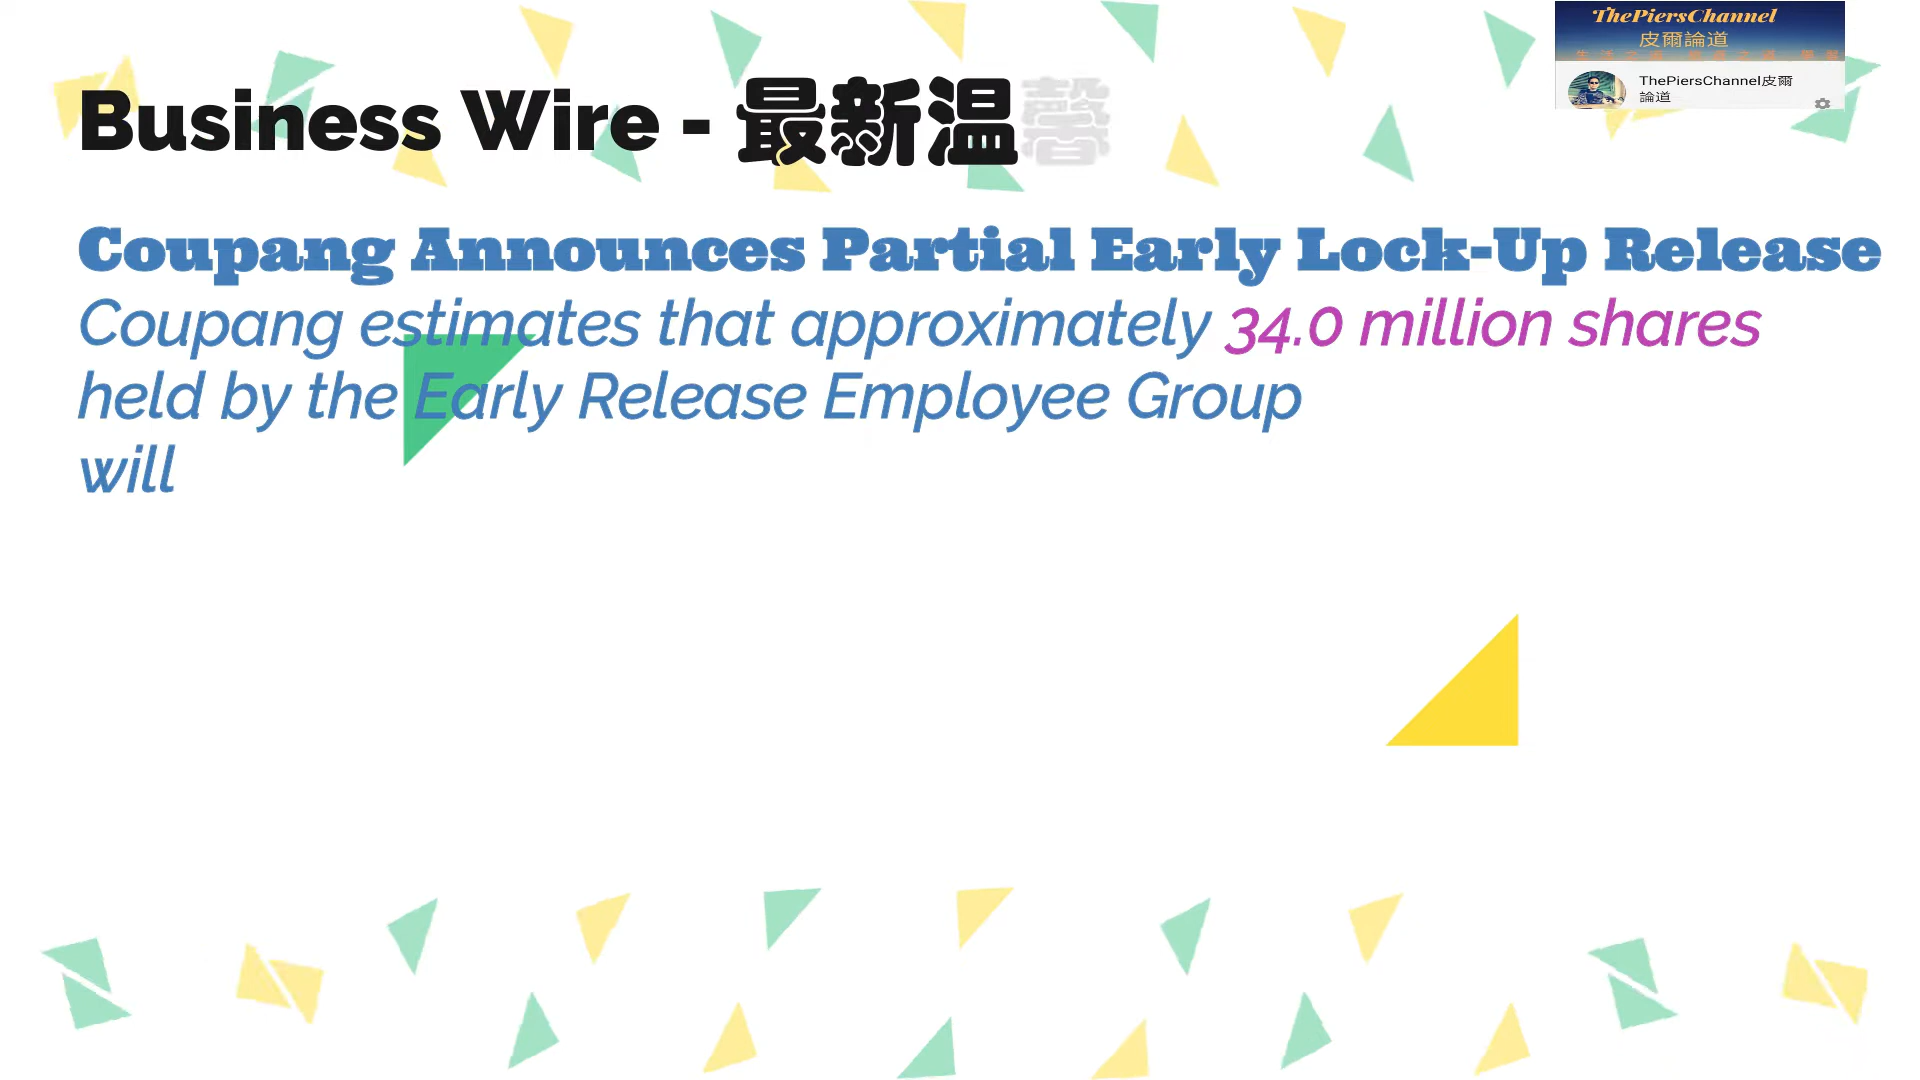 ThePiersChannel
皮爾論道
ThePiersChannel皮爾
論道
Business Wire - 最新温馨
Coupang Announces Partial Early Lock-Up Release
Coupang estimates that approximately 34.0 million shares
held by the Early Release Employee Group
will